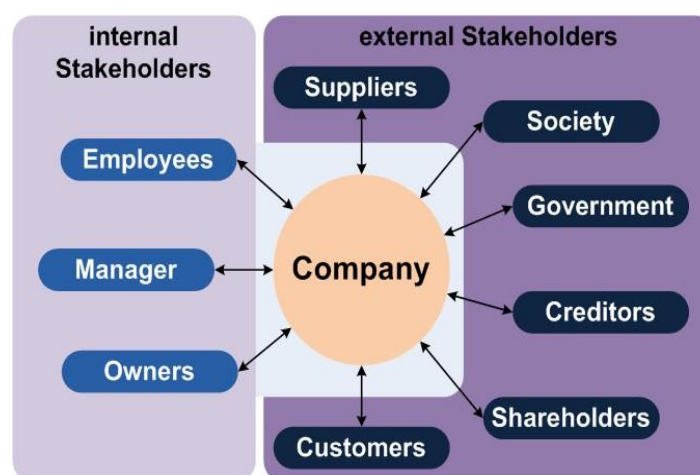 internal
Stakeholders
external Stakeholders
Employees
Manager
Owners
Company
Suppliers
Society
Government
Creditors
Shareholders
Customers